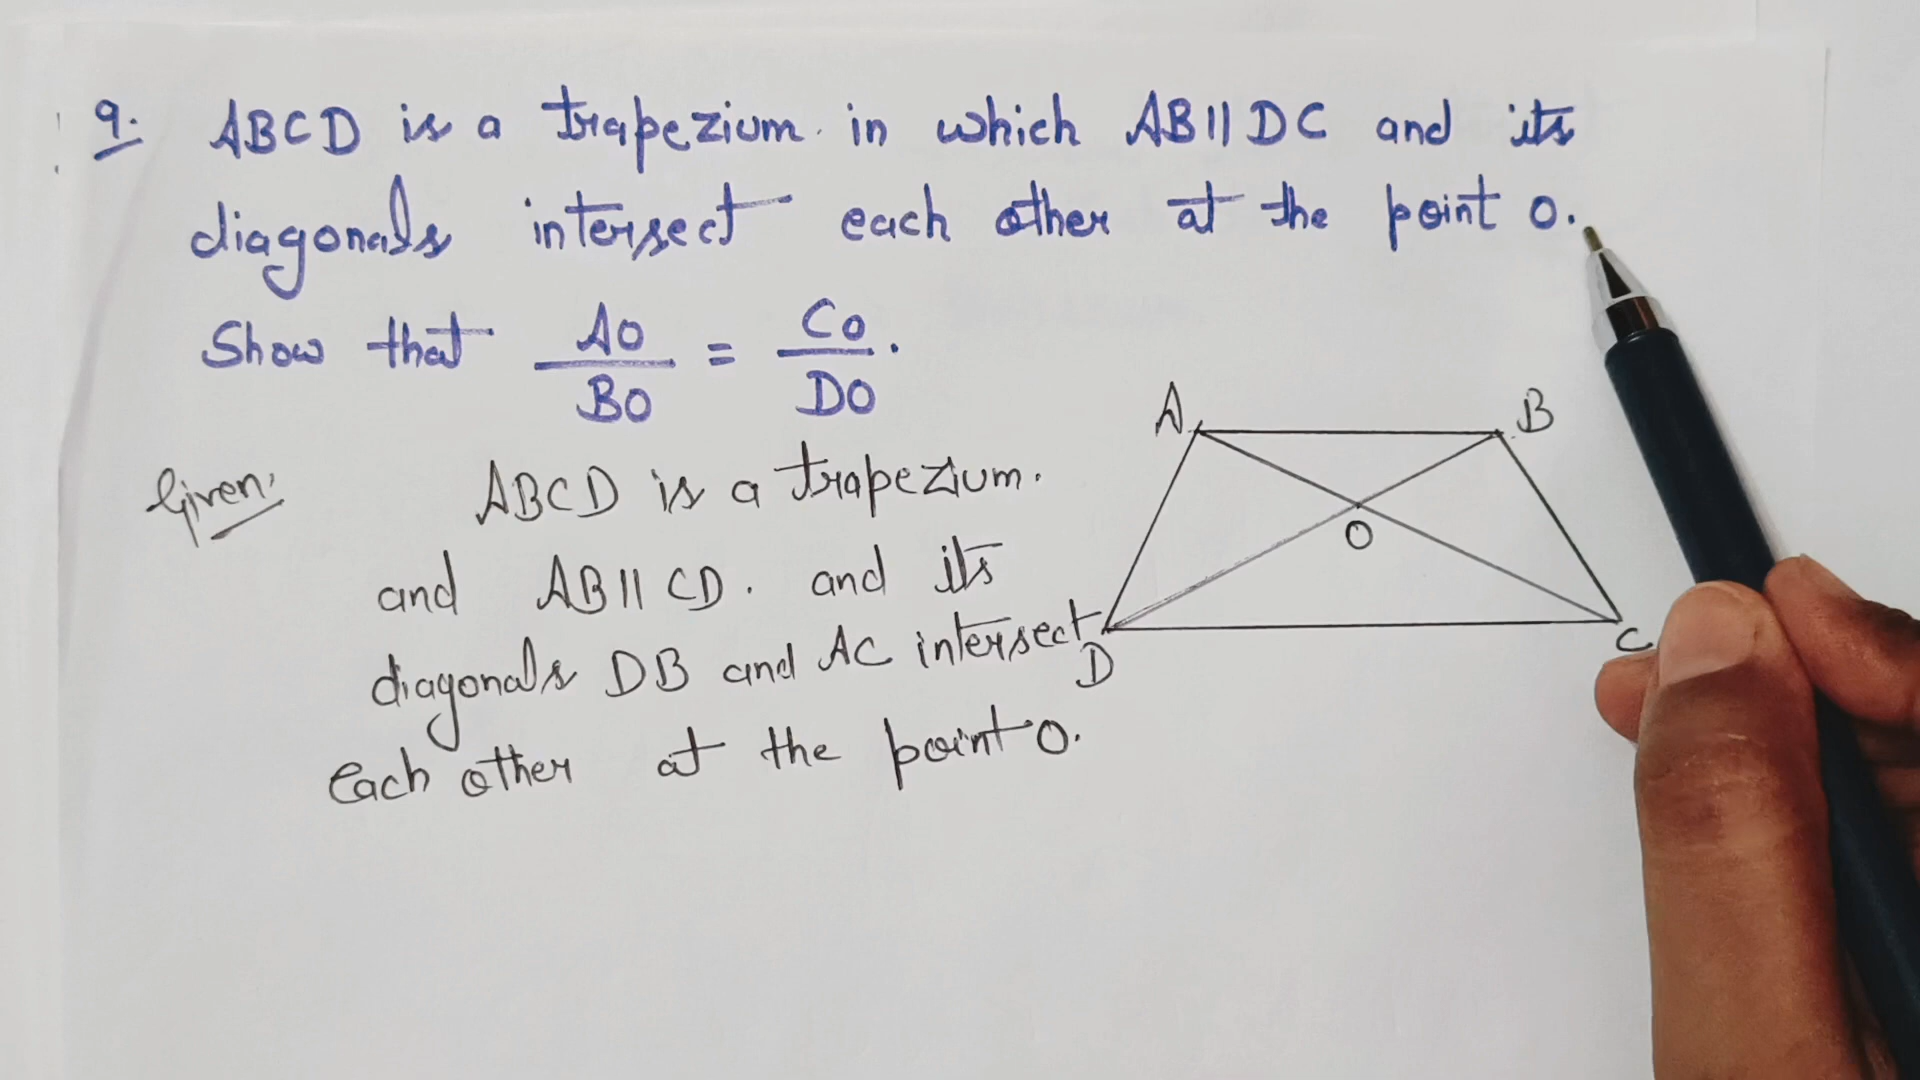 9. ABCD is a trapezium in which AB || DC and its
diagonals intersect each other at the point O.
Show that AO/BO = CO/DO.
Given: ABCD is a trapezium.
and AB || CD. and its
diagonals DB and AC intersect
each other at the point O.
A
B
O
D
C